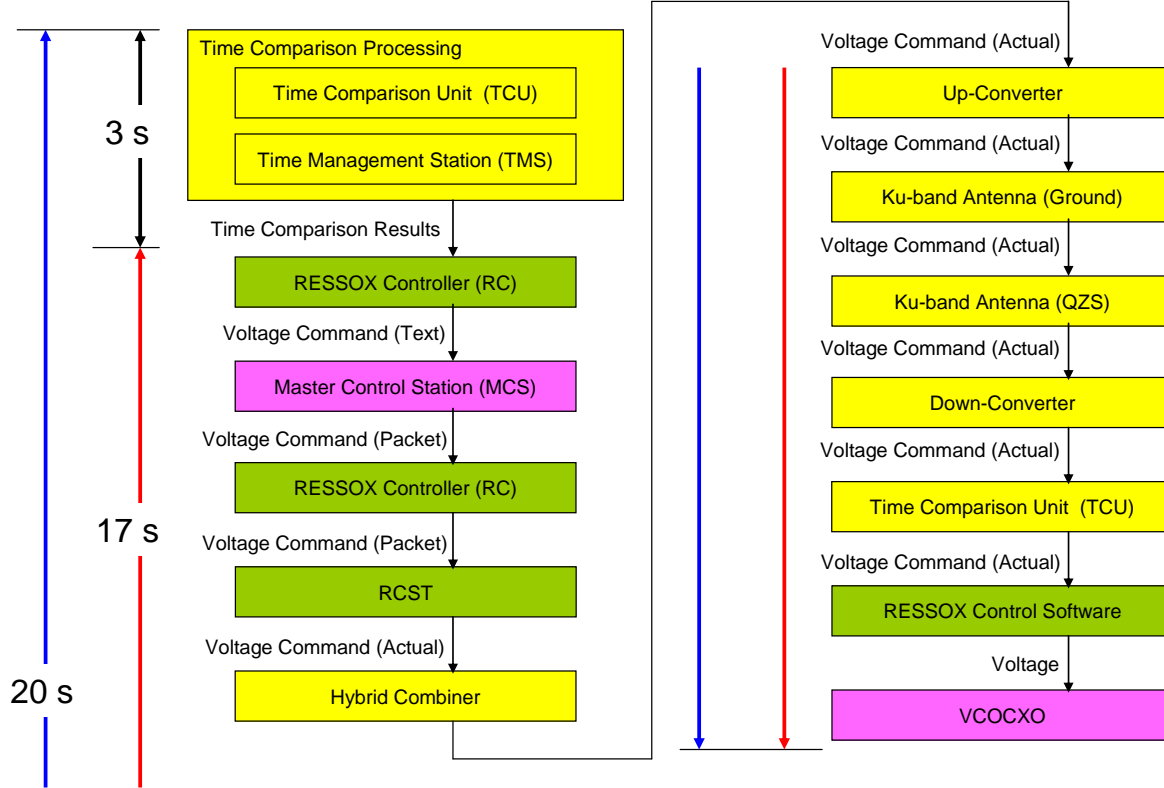 Time Comparison Processing
Time Comparison Unit (TCU)
Time Management Station (TMS)
3 s
Time Comparison Results
RESSOX Controller (RC)
Voltage Command (Text)
Master Control Station (MCS)
Voltage Command (Packet)
RESSOX Controller (RC)
17 s
Voltage Command (Packet)
RCST
Voltage Command (Actual)
20 s
Hybrid Combiner
Voltage Command (Actual)
Up-Converter
Voltage Command (Actual)
Ku-band Antenna (Ground)
Voltage Command (Actual)
Ku-band Antenna (QZS)
Voltage Command (Actual)
Down-Converter
Voltage Command (Actual)
Time Comparison Unit (TCU)
Voltage Command (Actual)
RESSOX Control Software
Voltage
VCOCXO